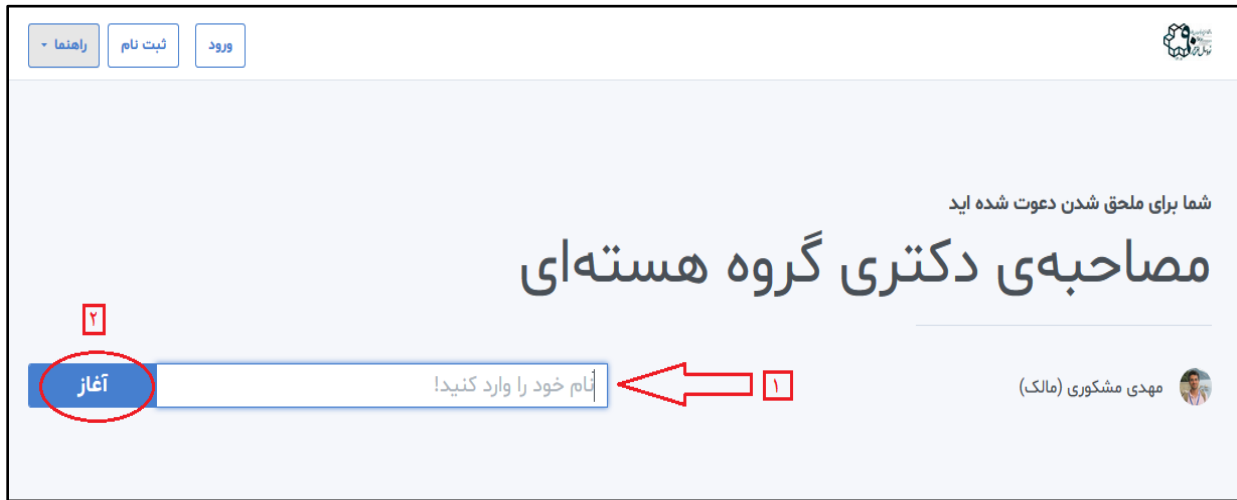 ورود
ثبت نام
راهنما
شما برای ملحق شدن دعوت شده اید
مصاحبه‌ی دکتری گروه هسته‌ای
۲
مهدی مشکوری (مالک)
۱
نام خود را وارد کنید!
آغاز